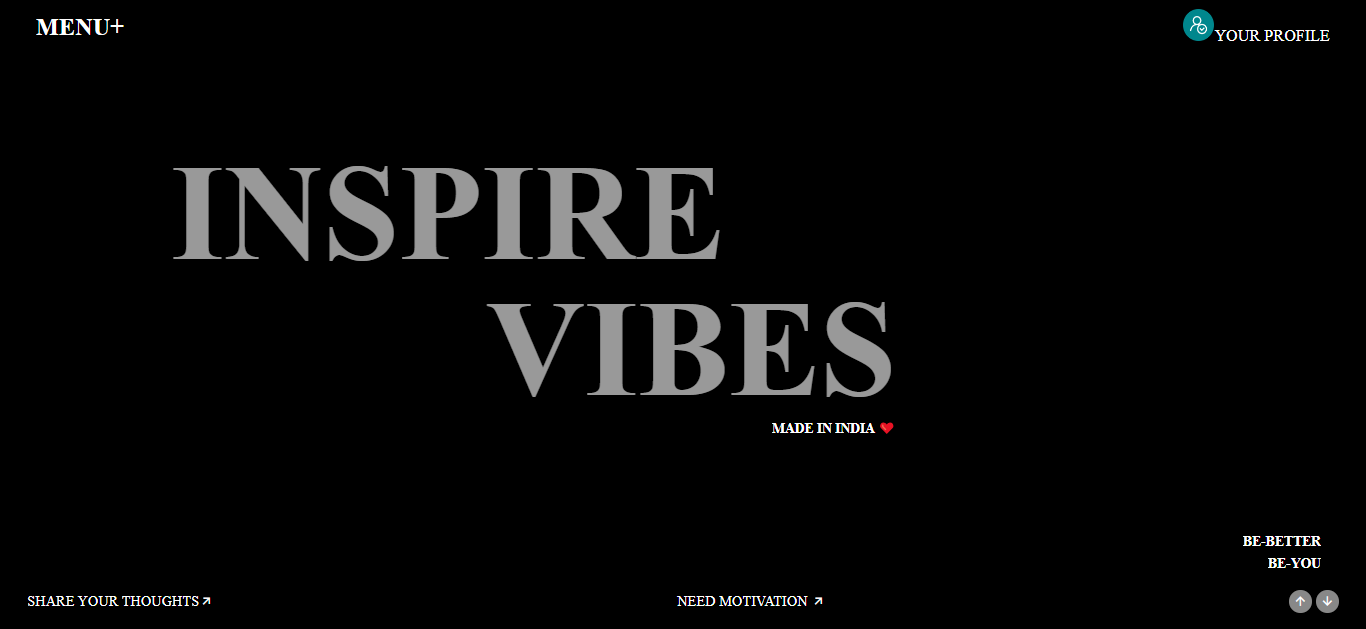 MENU+
YOUR PROFILE
INSPIRE
VIBES
MADE IN INDIA
BE-BETTER
BE-YOU
SHARE YOUR THOUGHTS
NEED MOTIVATION